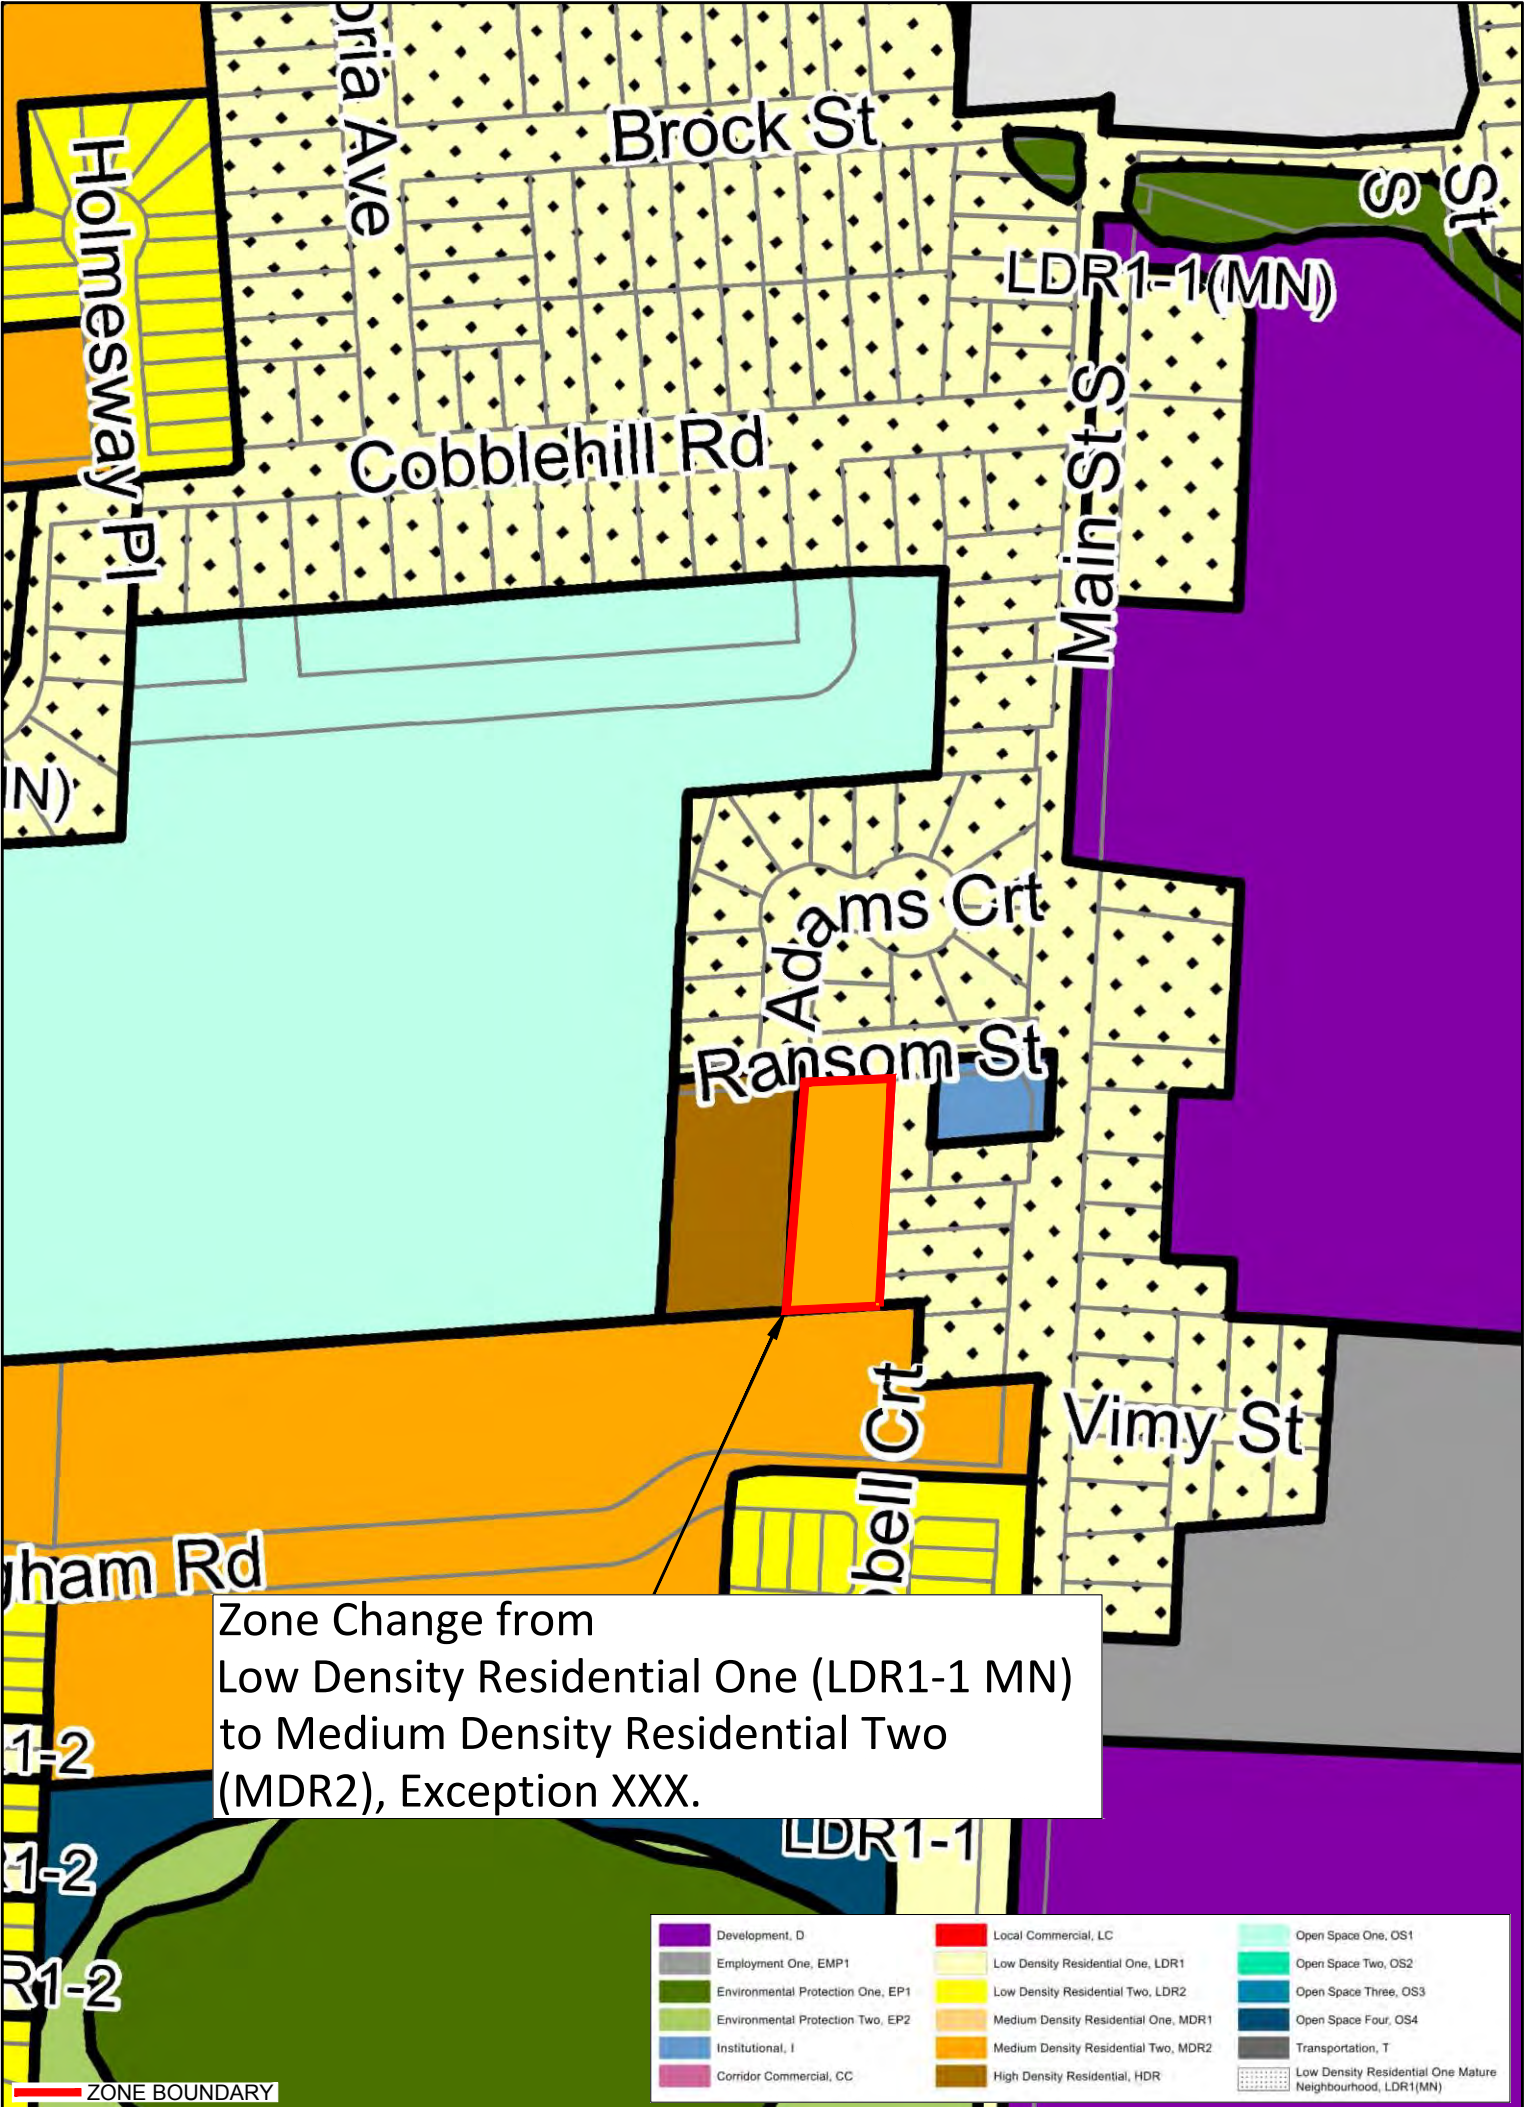 oria Ave
Brock St
S
St
Holmesway Pl
LDR1-1(MN)
Main St S
Cobblehill Rd
N)
Adams Crt
Ransom St
Vimy St
bell Crt
gham Rd
Zone Change from
Low Density Residential One (LDR1-1 MN)
to Medium Density Residential Two
(MDR2), Exception XXX.
1-2
LDR1-1
1-2
R1-2
Development, D
Employment One, EMP1
Environmental Protection One, EP1
Environmental Protection Two, EP2
Institutional, I
Corridor Commercial, CC
Local Commercial, LC
Low Density Residential One, LDR1
Low Density Residential Two, LDR2
Medium Density Residential One, MDR1
Medium Density Residential Two, MDR2
High Density Residential, HDR
Open Space One, OS1
Open Space Two, OS2
Open Space Three, OS3
Open Space Four, OS4
Transportation, T
Low Density Residential One Mature
Neighbourhood, LDR1(MN)
ZONE BOUNDARY